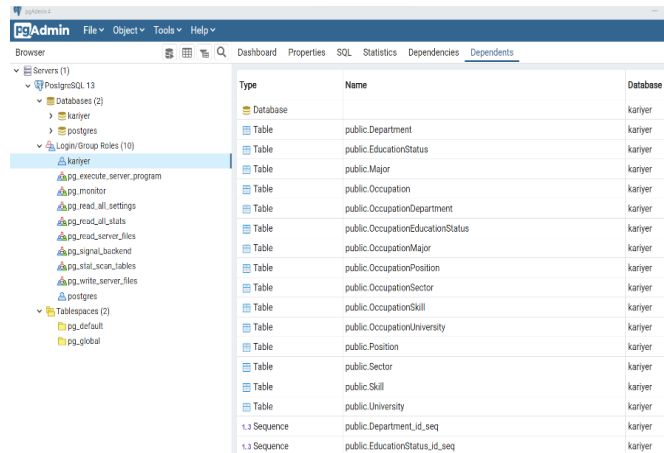 pgAdmin 4
pgAdmin File Object Tools Help
Browser Dashboard Properties SQL Statistics Dependencies Dependents
Servers (1)
PostgreSQL 13
Databases (2)
kariyer
postgres
Login/Group Roles (10)
kariyer
pg_execute_server_program
pg_monitor
pg_read_all_settings
pg_read_all_stats
pg_read_server_files
pg_signal_backend
pg_stat_scan_tables
pg_write_server_files
postgres
Tablespaces (2)
pg_default
pg_global
Type Name Database
Database kariyer
Table public.Department kariyer
Table public.EducationStatus kariyer
Table public.Major kariyer
Table public.Occupation kariyer
Table public.OccupationDepartment kariyer
Table public.OccupationEducationStatus kariyer
Table public.OccupationMajor kariyer
Table public.OccupationPosition kariyer
Table public.OccupationSector kariyer
Table public.OccupationSkill kariyer
Table public.OccupationUniversity kariyer
Table public.Position kariyer
Table public.Sector kariyer
Table public.Skill kariyer
Table public.University kariyer
1..3 Sequence public.Department_id_seq kariyer
1..3 Sequence public.EducationStatus_id_seq kariyer